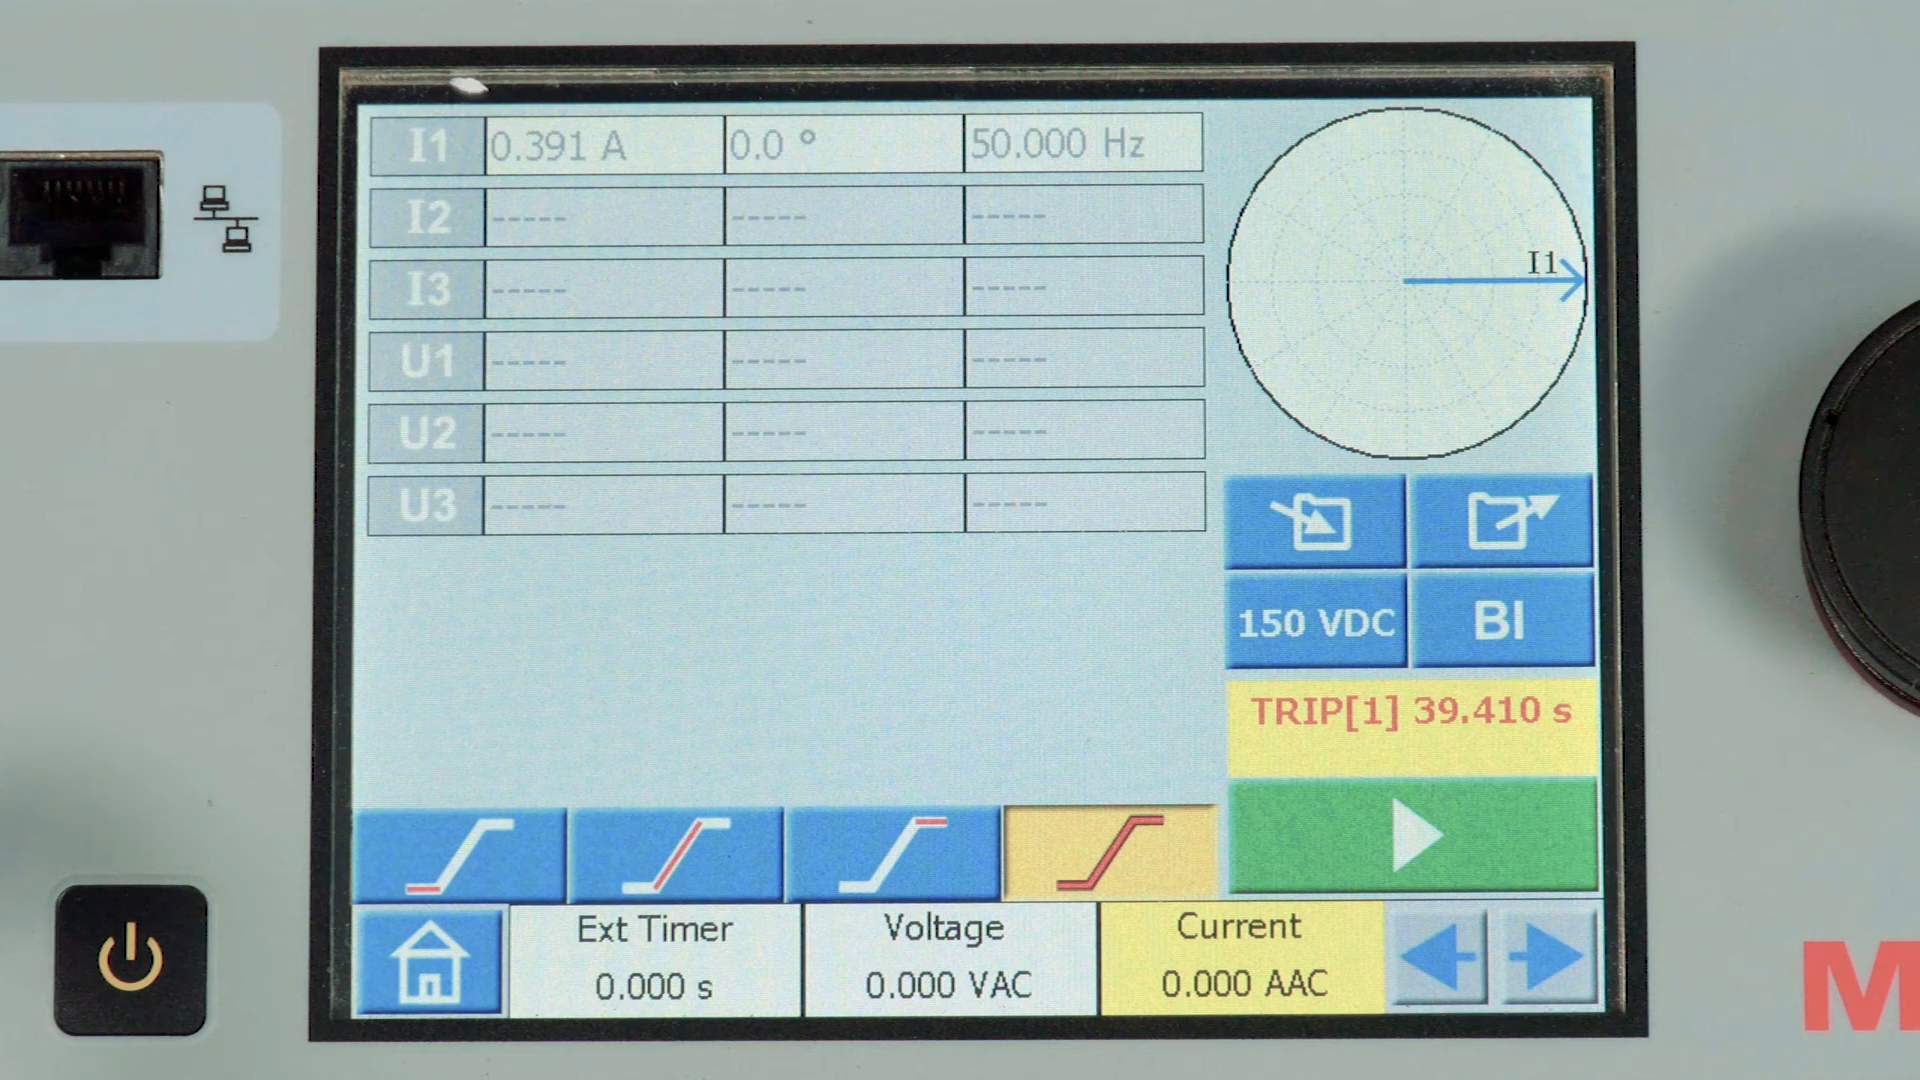 I1 0.391 A 0.0 ° 50.000 Hz
I2 ----- ----- -----
I3 ----- ----- -----
U1 ----- ----- -----
U2 ----- ----- -----
U3 ----- ----- -----
I1
150 VDC BI
TRIP[1] 39.410 s
Ext Timer Voltage Current
0.000 s 0.000 VAC 0.000 AAC
M